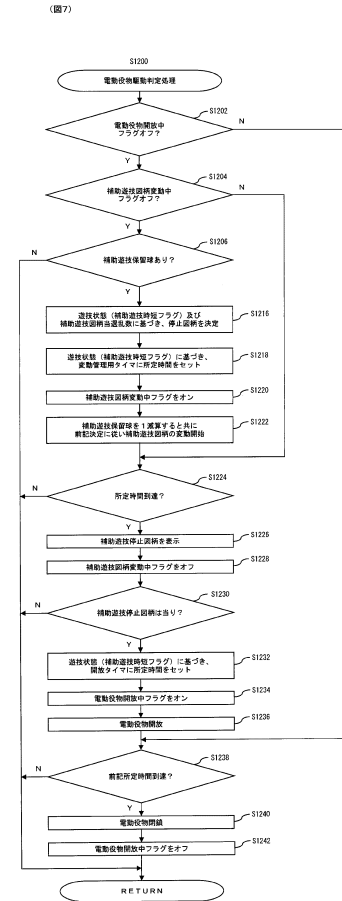 （図７）
S1200
電動役物駆動判定処理
S1202
電動役物開放中
フラグオフ？
N
Y
S1204
補助遊技図柄変動中
フラグオフ？
N
Y
S1206
補助遊技保留球あり？
N
Y
S1216
遊技状態（補助遊技時短フラグ）及び
補助遊技図柄当選乱数に基づき、停止図柄を決定
S1218
遊技状態（補助遊技時短フラグ）に基づき、
変動管理用タイマに所定時間をセット
S1220
補助遊技図柄変動中フラグをオン
S1222
補助遊技保留球を１減算すると共に
前記決定に従い補助遊技図柄の変動開始
S1224
所定時間到達？
N
Y
S1226
補助遊技停止図柄を表示
S1228
補助遊技図柄変動中フラグをオフ
S1230
補助遊技停止図柄は当り？
N
Y
S1232
遊技状態（補助遊技時短フラグ）に基づき、
開放タイマに所定時間をセット
S1234
電動役物開放中フラグをオン
S1236
電動役物開放
S1238
前記所定時間到達？
N
Y
S1240
電動役物閉鎖
S1242
電動役物開放中フラグをオフ
RETURN